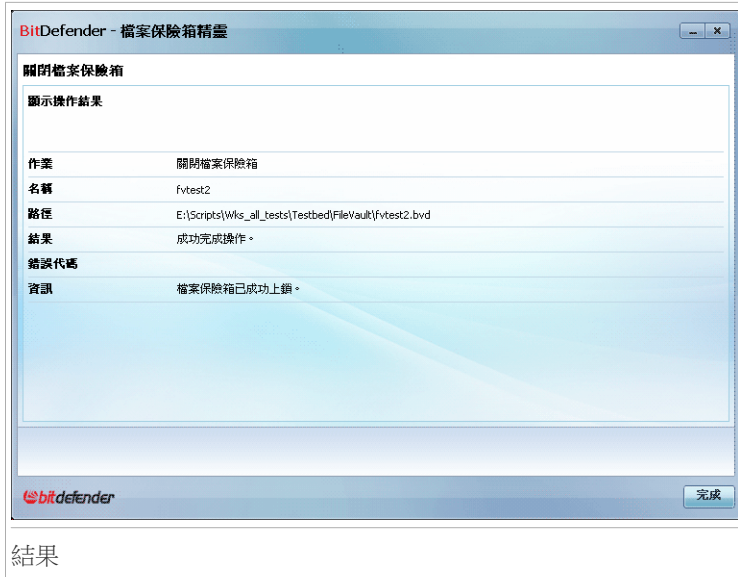 BitDefender - 檔案保險箱精靈
關閉檔案保險箱
顯示操作結果
作業 關閉檔案保險箱
名稱 fvtest2
路徑 E:\Scripts\Wks_all_tests\Testbed\FileVault\fvtest2.bvd
結果 成功完成操作。
錯誤代碼
資訊 檔案保險箱已成功上鎖。
bitdefender
完成
結果